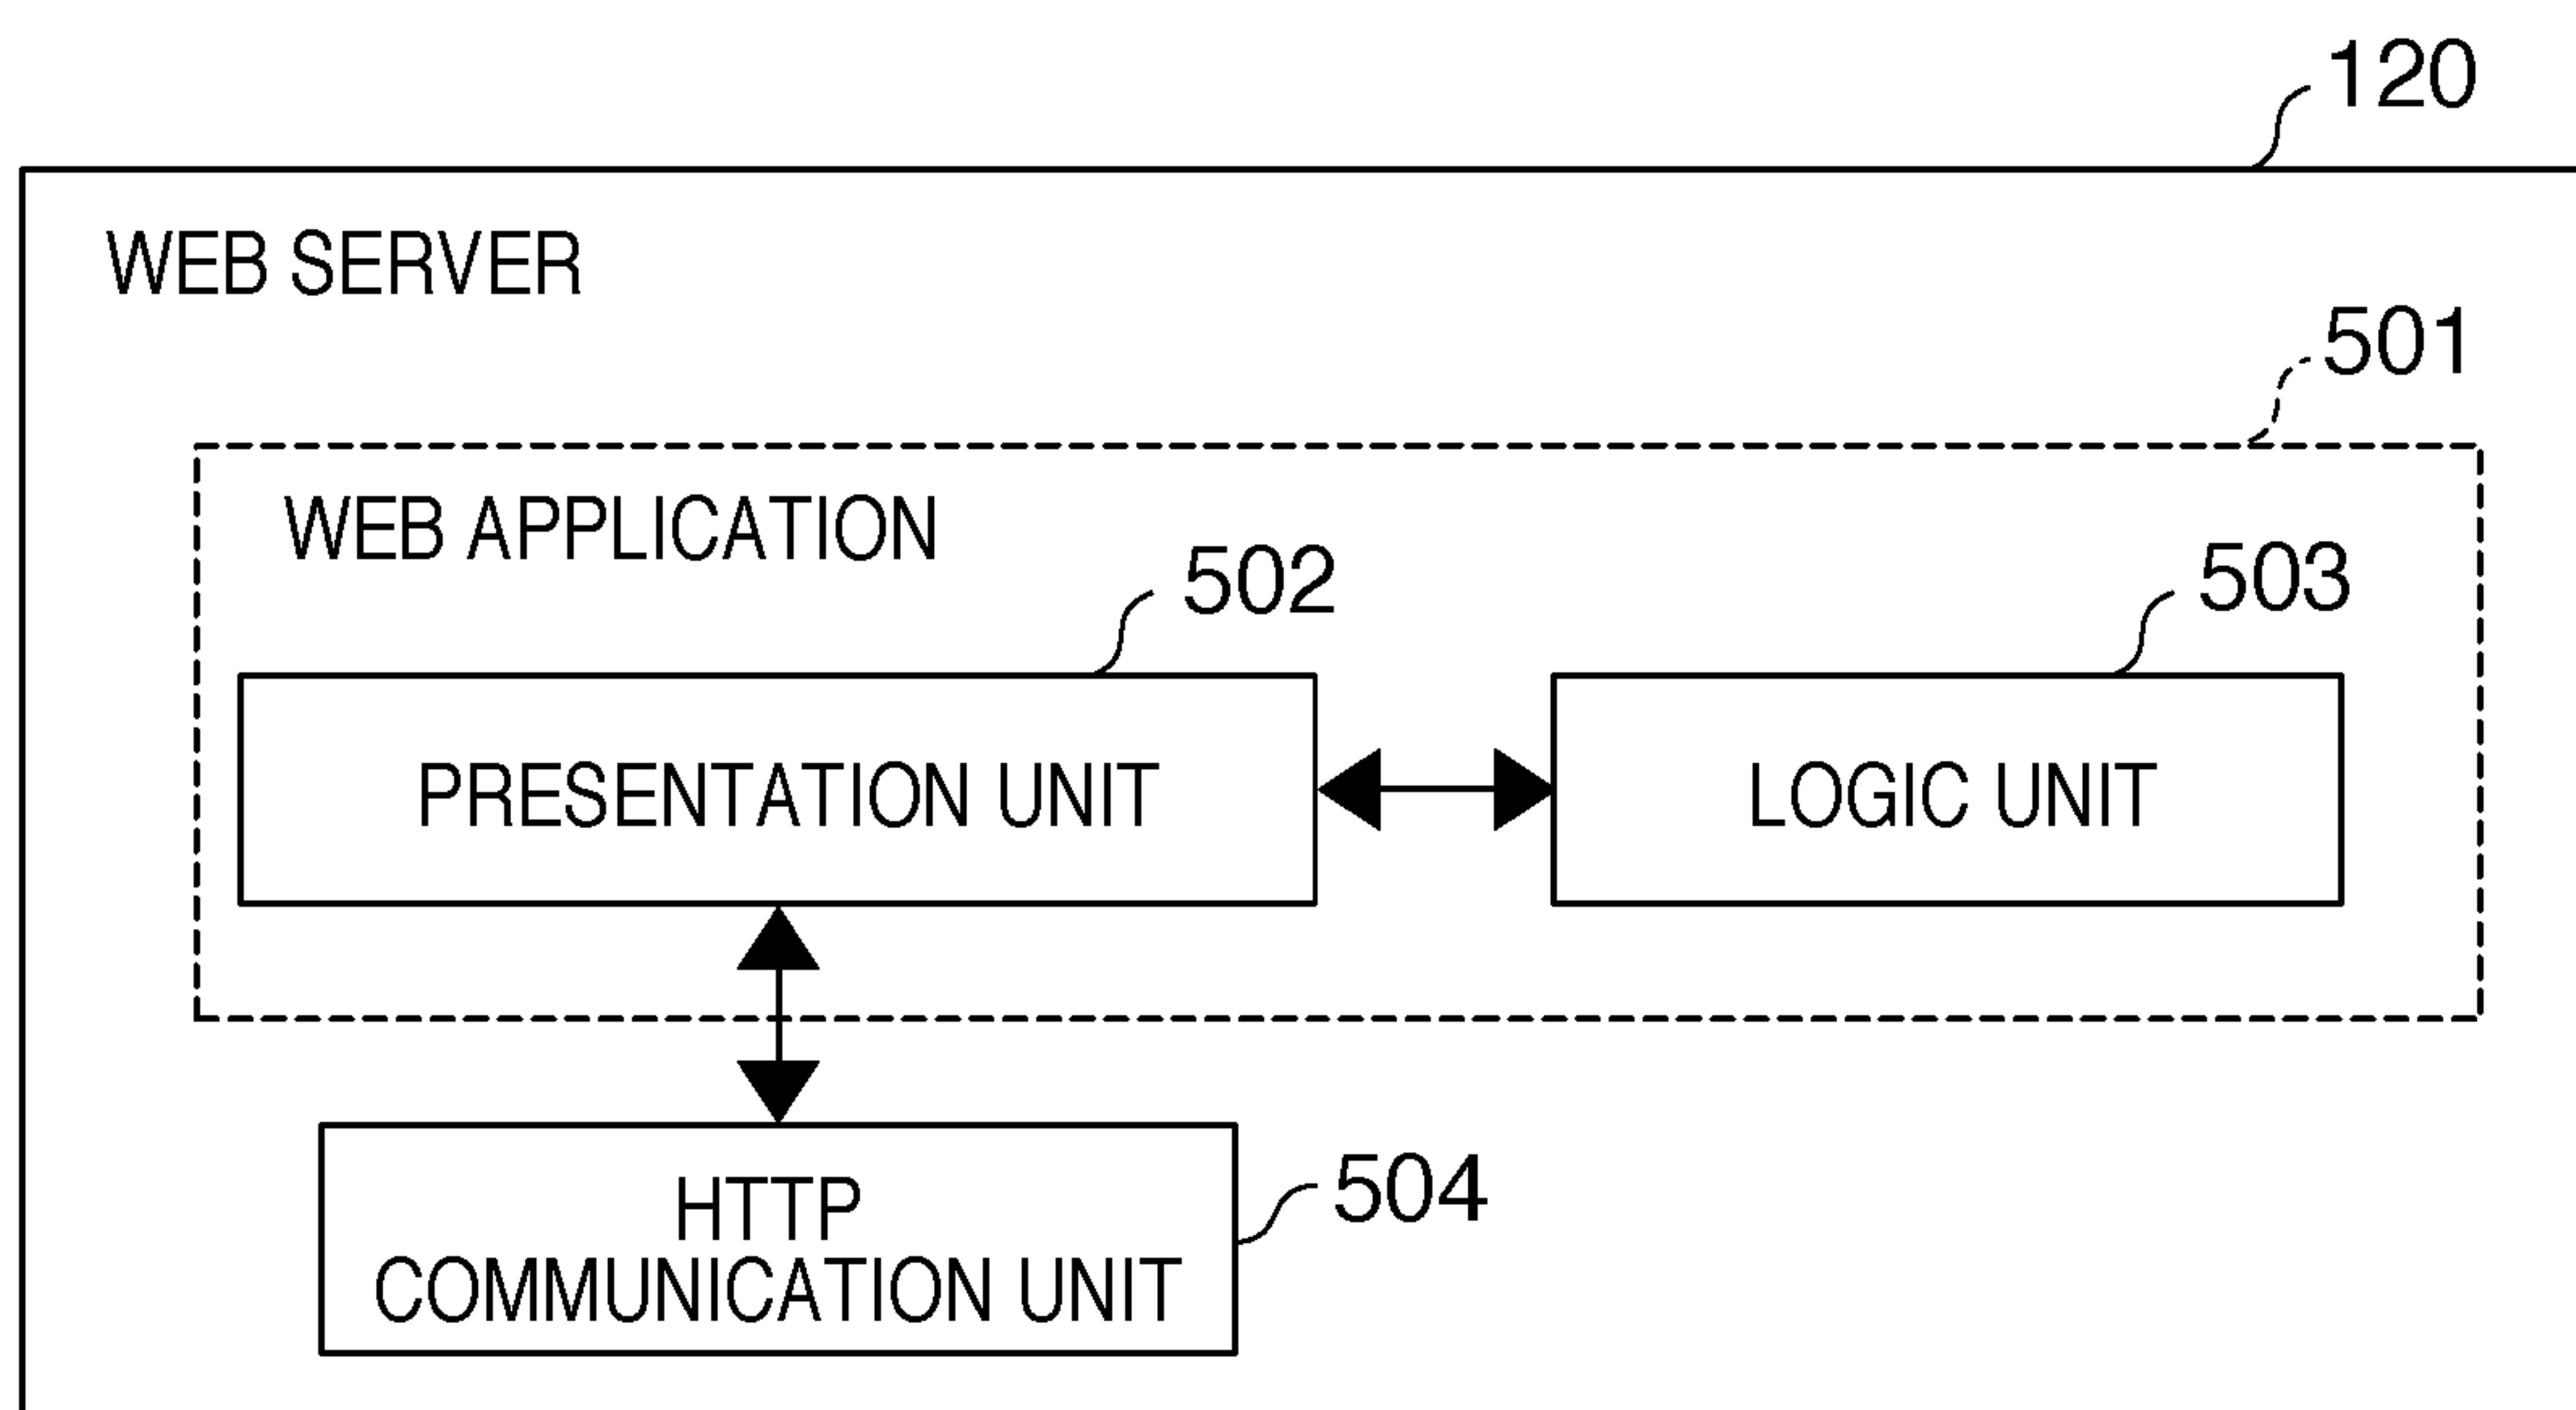 120
WEB SERVER
501
WEB APPLICATION
502
503
PRESENTATION UNIT
LOGIC UNIT
HTTP
COMMUNICATION UNIT
504